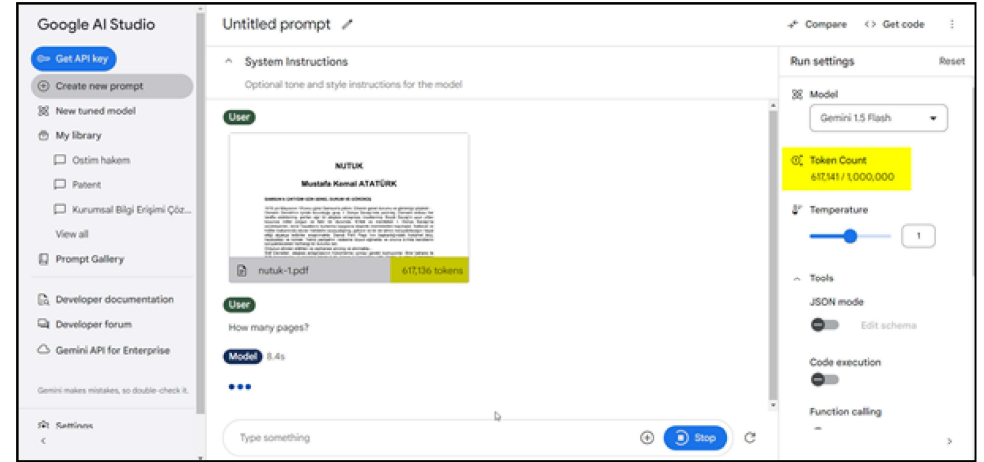 Google AI Studio
Get API key
Create new prompt
New tuned model
My library
Ostim hakem
Patent
Kurumsal Bilgi Erişimi Çöz...
View all
Prompt Gallery
Developer documentation
Developer forum
Gemini API for Enterprise
Gemini makes mistakes, so double-check it.
Settings
Untitled prompt
Compare
<> Get code
System Instructions
Optional tone and style instructions for the model
User
NUTUK
Mustafa Kemal ATATÜRK
nutuk-1.pdf
617,136 tokens
User
How many pages?
Model 8.4s
Type something
Stop
Run settings
Reset
Model
Gemini 1.5 Flash
Token Count
617,141 / 1,000,000
Temperature
1
Tools
JSON mode
Edit schema
Code execution
Function calling